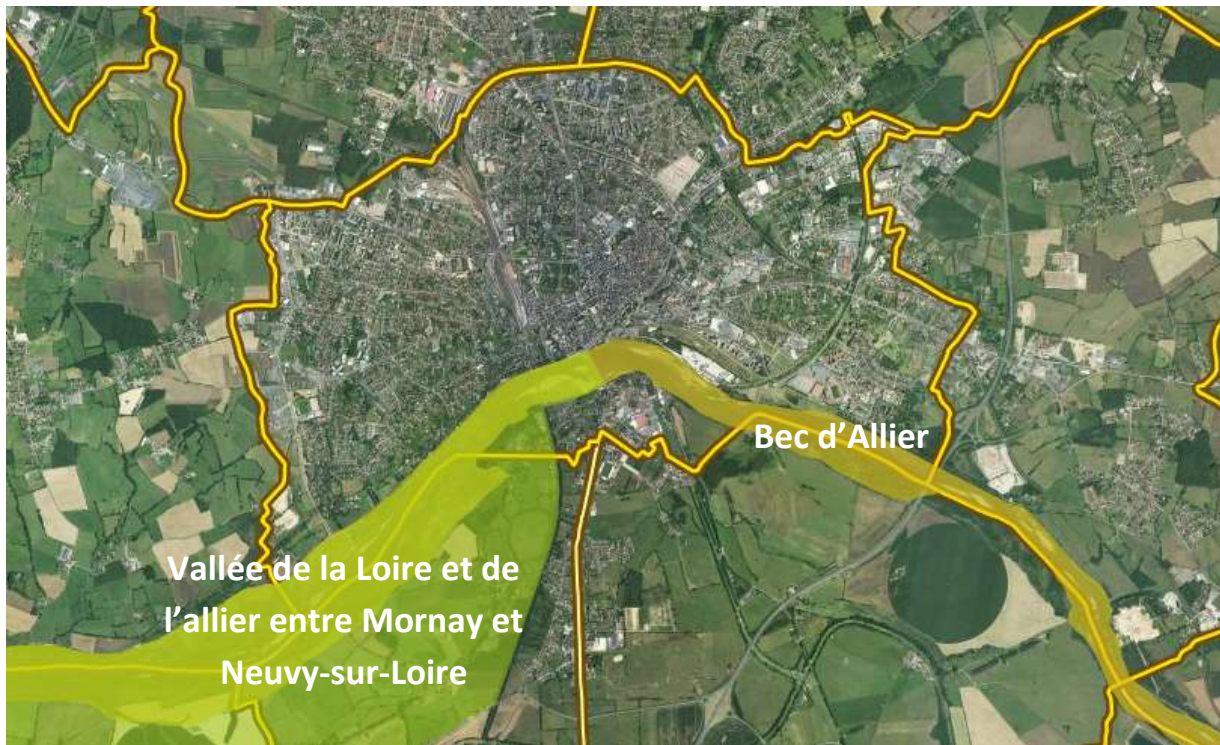 Bec d’Allier
Vallée de la Loire et de
l’allier entre Mornay et
Neuvy-sur-Loire